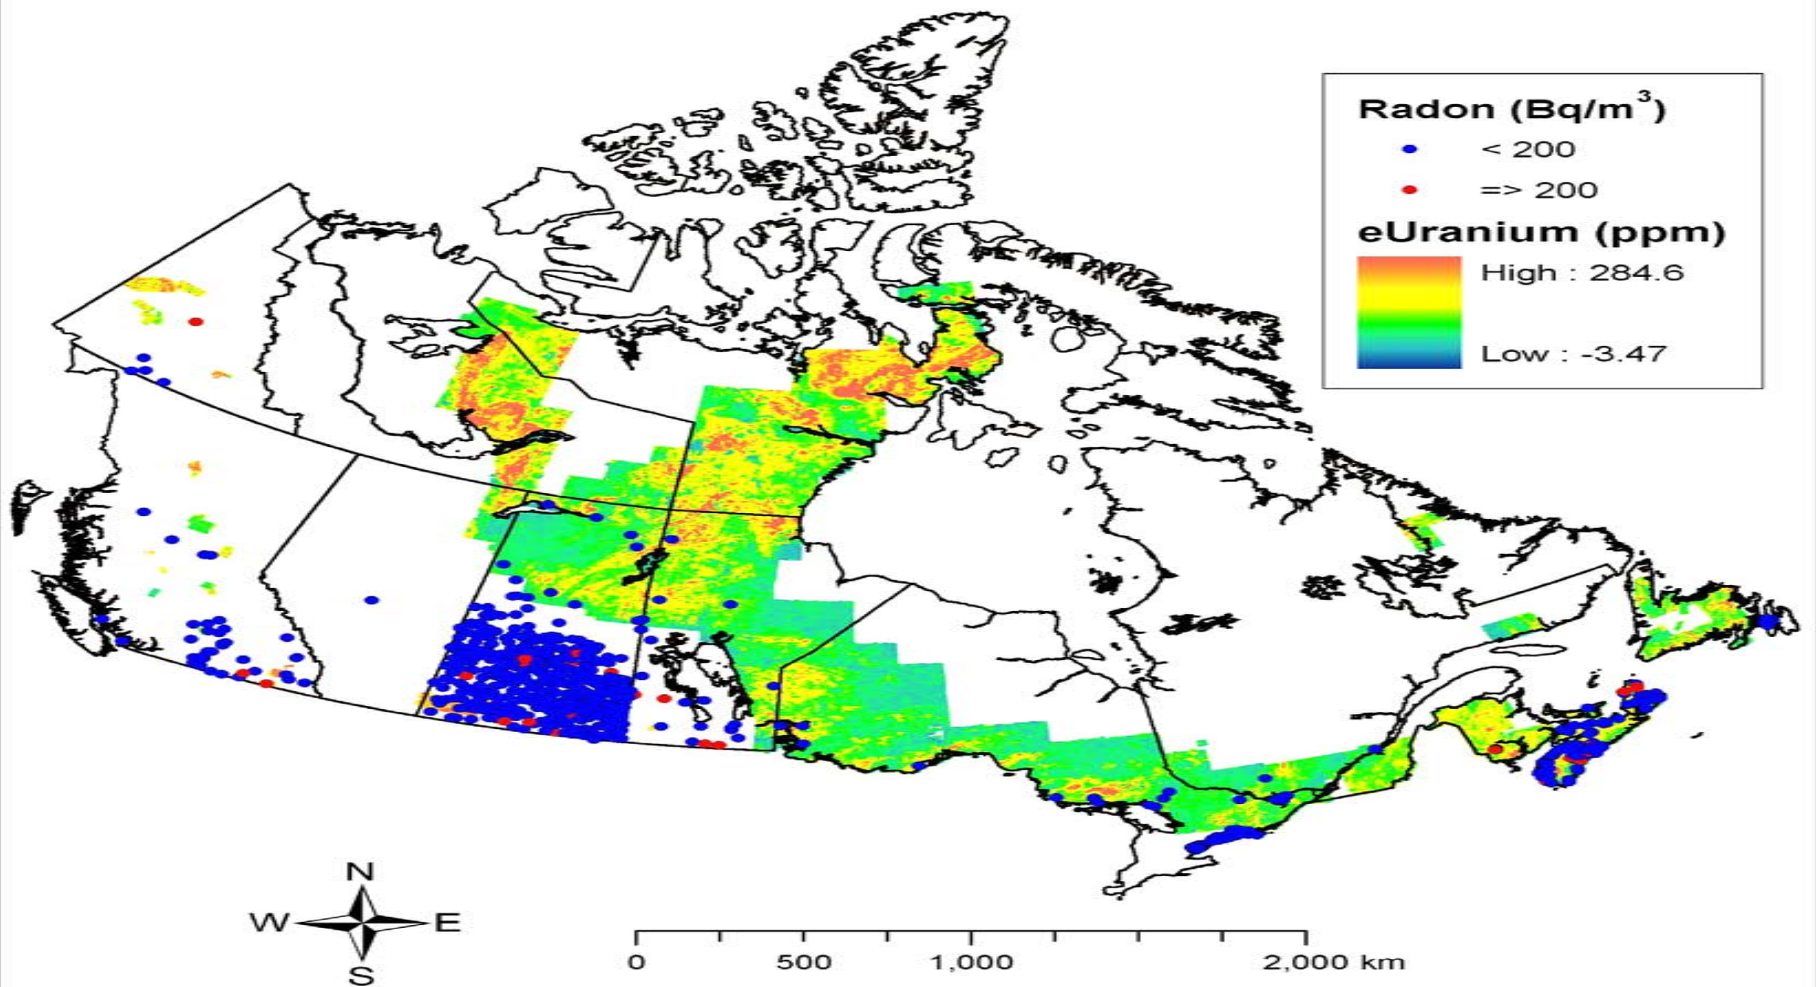 Radon (Bq/m³)
< 200
=> 200
eUranium (ppm)
High : 284.6
Low : -3.47
N
W E
S
0 500 1,000 2,000 km